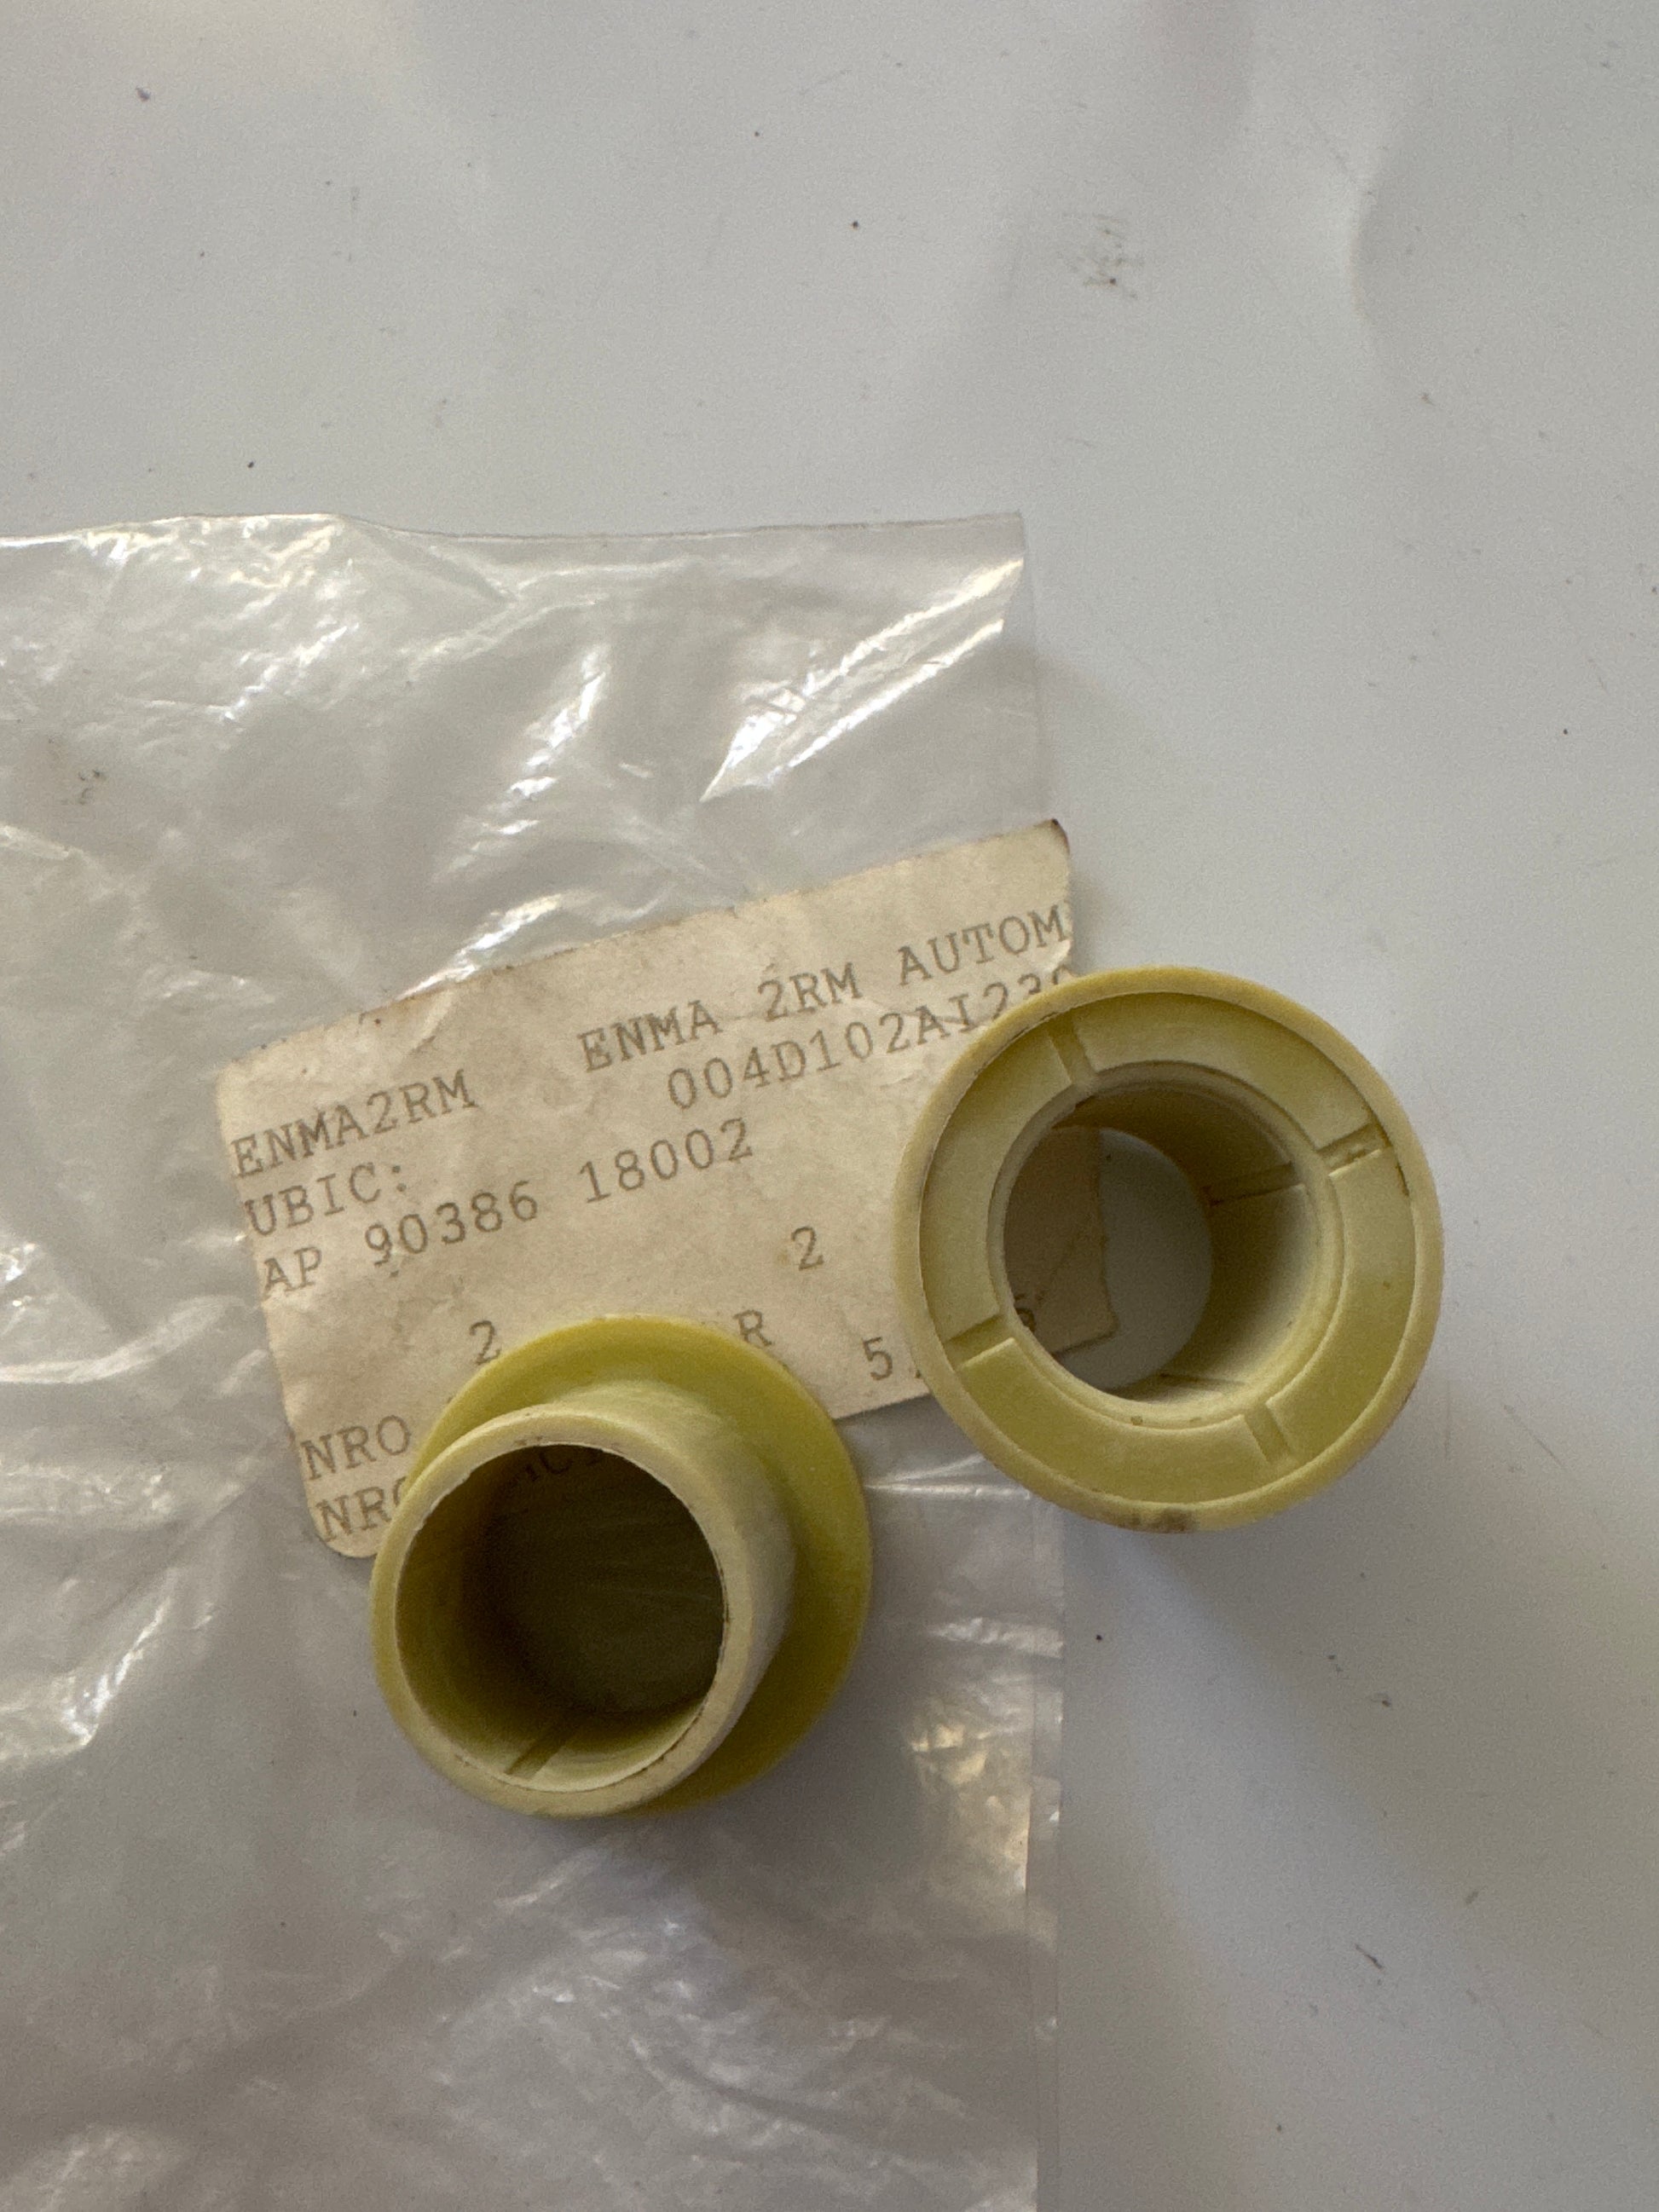 ENMA2RM ENMA 2RM AUTOM
UBIC: 004D102AI23
AP 90386 18002
2
2 R 5
NRO
NRO